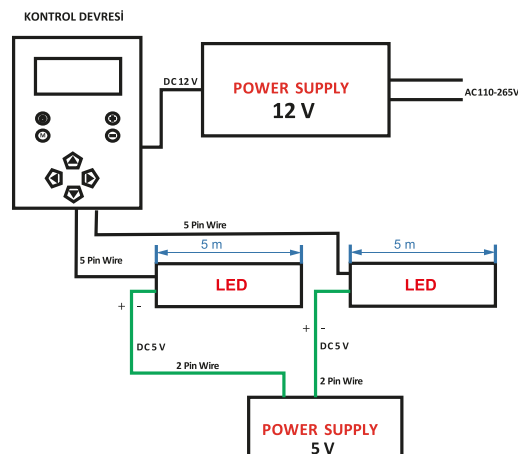 KONTROL DEVRESİ
DC 12 V
POWER SUPPLY
12 V
AC110-265V
M
5 Pin Wire
5 m
5 m
5 Pin Wire
LED
LED
+ -
+ -
DC 5 V
DC 5 V
2 Pin Wire
2 Pin Wire
POWER SUPPLY
5 V